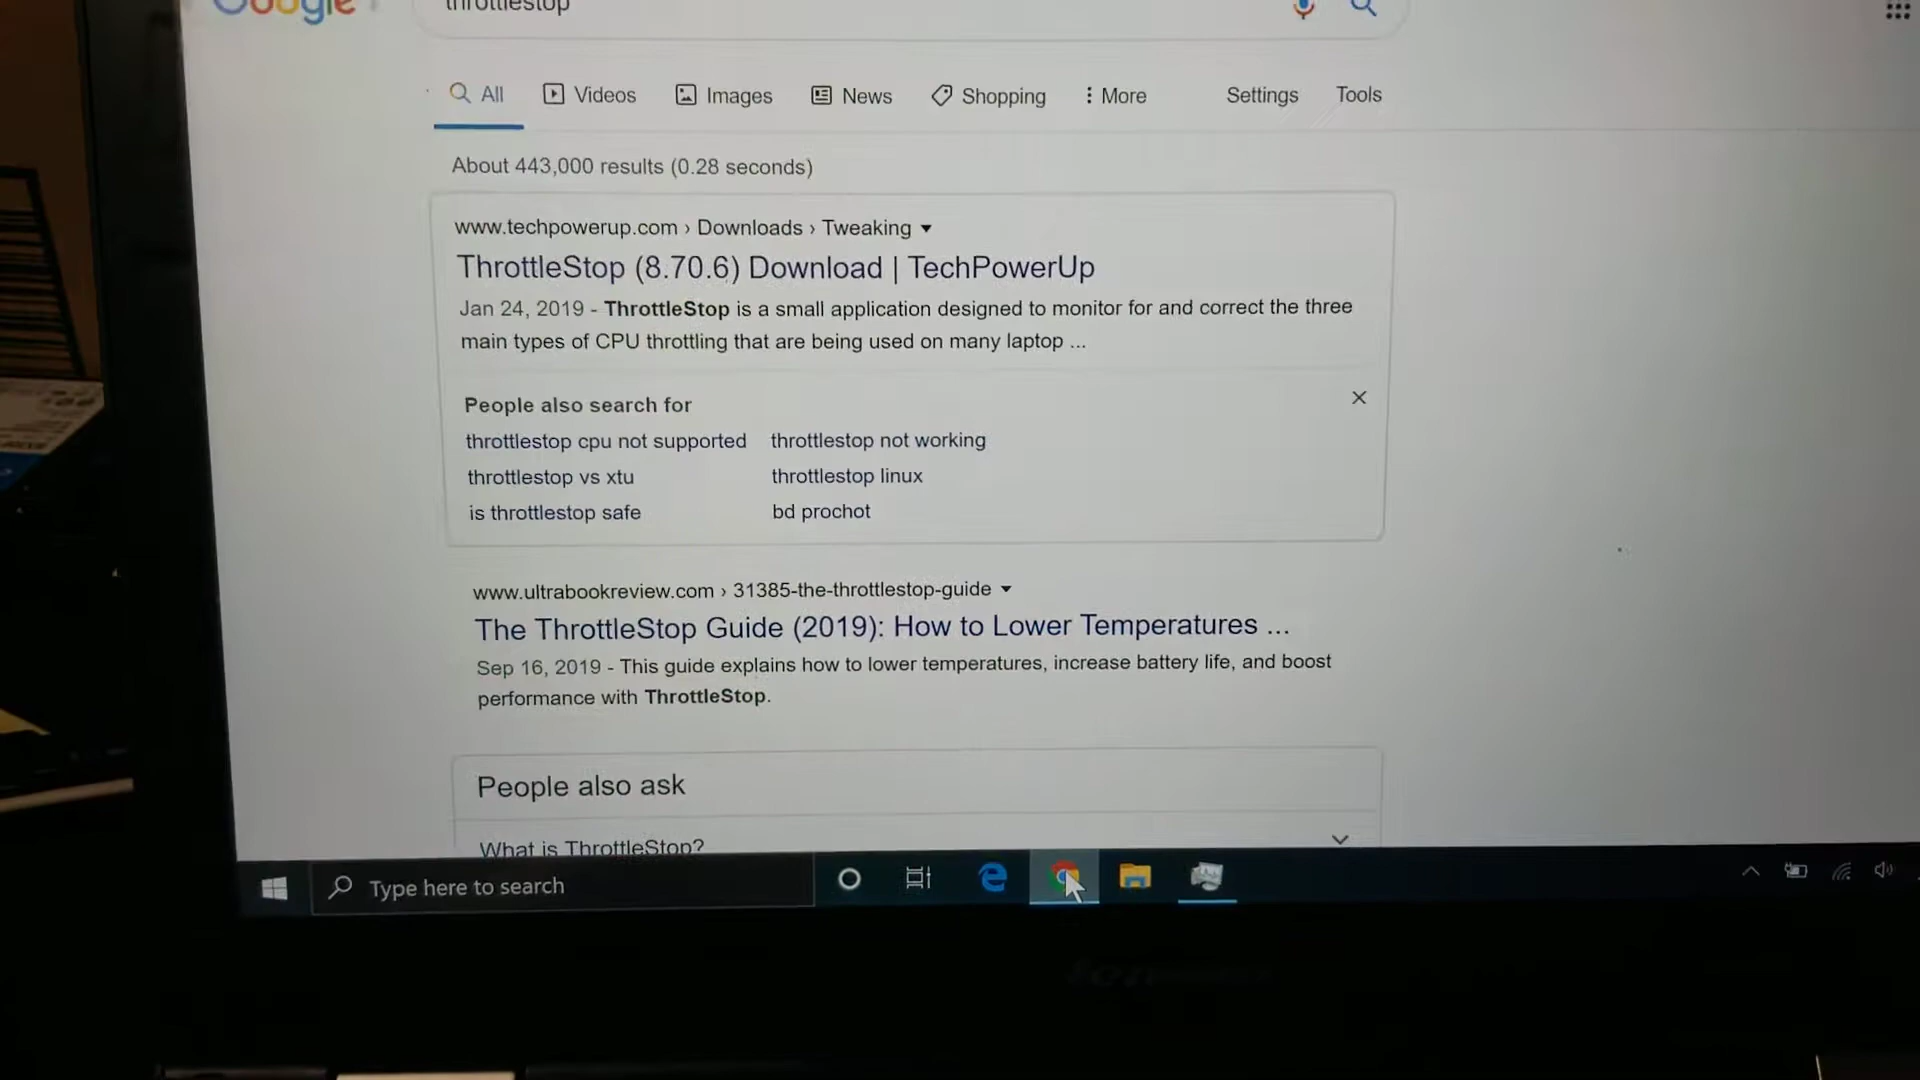 Google
throttlestop
All Videos Images News Shopping More Settings Tools
About 443,000 results (0.28 seconds)
www.techpowerup.com › Downloads › Tweaking
ThrottleStop (8.70.6) Download | TechPowerUp
Jan 24, 2019 - ThrottleStop is a small application designed to monitor for and correct the three
main types of CPU throttling that are being used on many laptop ...
People also search for
throttlestop cpu not supported throttlestop not working
throttlestop vs xtu throttlestop linux
is throttlestop safe bd prochot
www.ultrabookreview.com › 31385-the-throttlestop-guide
The ThrottleStop Guide (2019): How to Lower Temperatures ...
Sep 16, 2019 - This guide explains how to lower temperatures, increase battery life, and boost
performance with ThrottleStop.
People also ask
What is ThrottleStop?
Type here to search